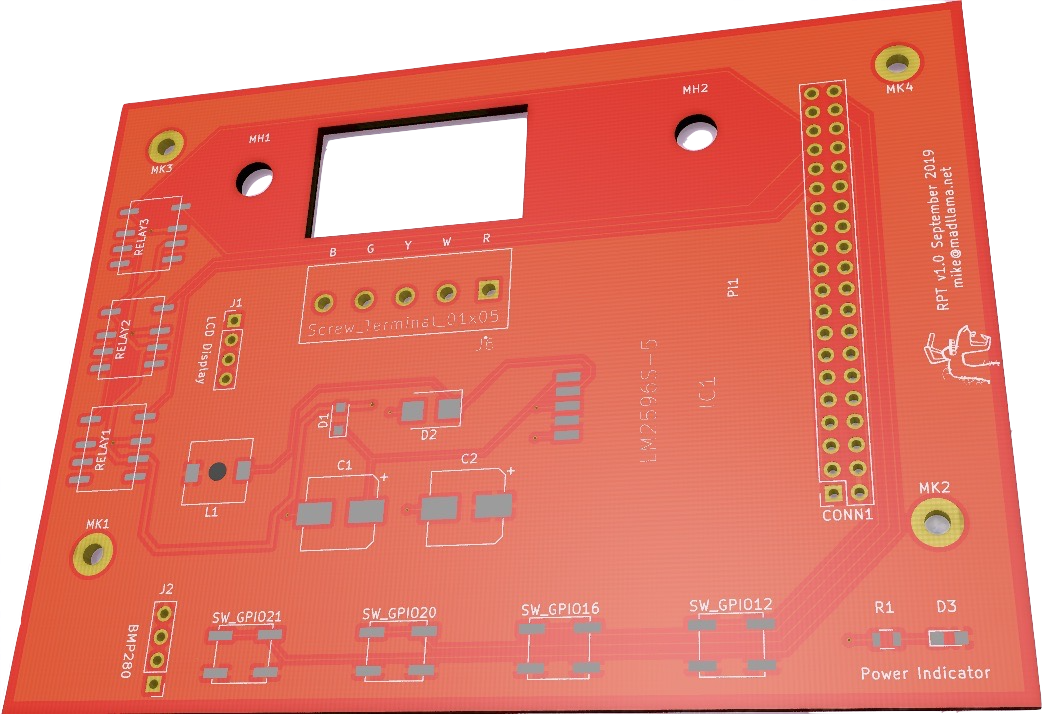 MK4
MH2
MH1
MK3
RELAY3
RPT v1.0 September 2019
mike@madllama.net
B G Y W R
PI1
Screw_Terminal_01x05
J6
J1
LCD Display
RELAY2
LM2596S-5
IC1
D1
D2
RELAY1
C1
+
C2
+
L1
MK2
CONN1
MK1
J2
BMP280
SW_GPIO21
SW_GPIO20
SW_GPIO16
SW_GPIO12
R1
D3
Power Indicator